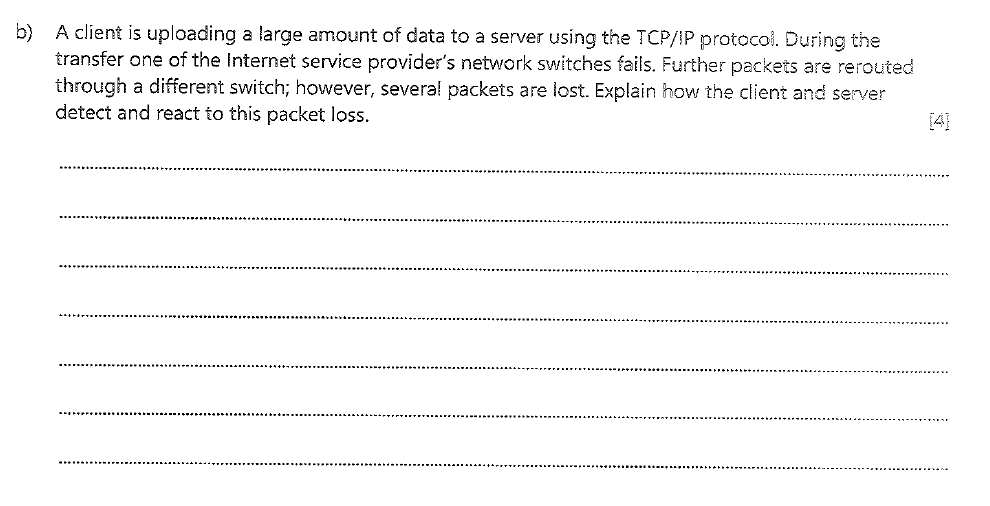 b) A client is uploading a large amount of data to a server using the TCP/IP protocol. During the
transfer one of the Internet service provider's network switches fails. Further packets are rerouted
through a different switch; however, several packets are lost. Explain how the client and server
detect and react to this packet loss.
[4]